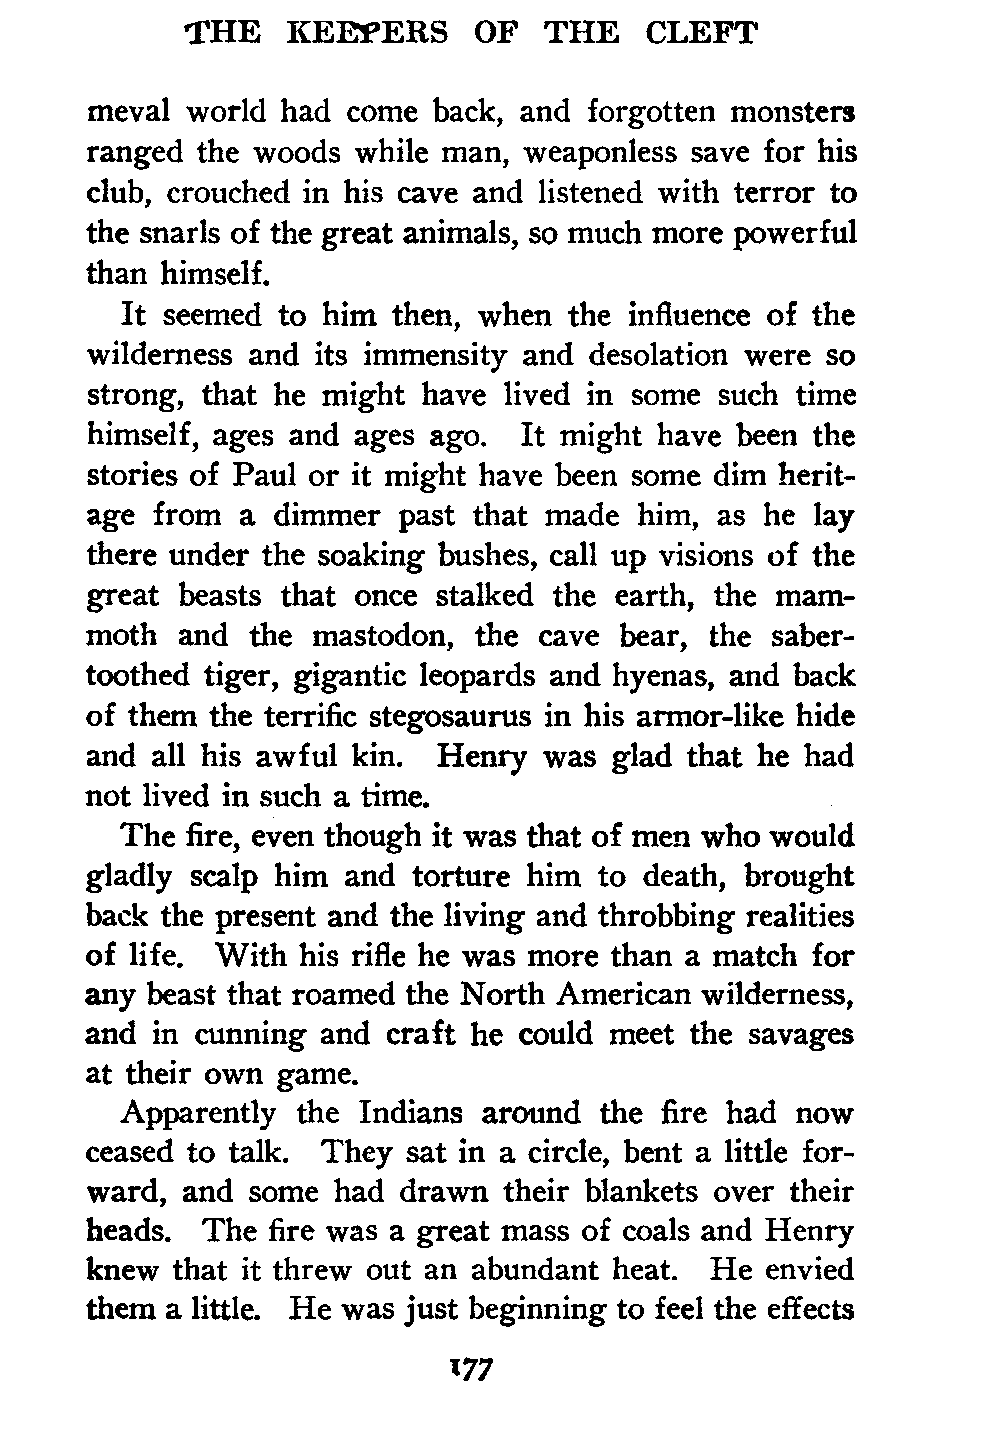 THE KEEPERS OF THE CLEFT
meval world had come back, and forgotten monsters
ranged the woods while man, weaponless save for his
club, crouched in his cave and listened with terror to
the snarls of the great animals, so much more powerful
than himself.
It seemed to him then, when the influence of the
wilderness and its immensity and desolation were so
strong, that he might have lived in some such time
himself, ages and ages ago. It might have been the
stories of Paul or it might have been some dim herit-
age from a dimmer past that made him, as he lay
there under the soaking bushes, call up visions of the
great beasts that once stalked the earth, the mam-
moth and the mastodon, the cave bear, the saber-
toothed tiger, gigantic leopards and hyenas, and back
of them the terrific stegosaurus in his armor-like hide
and all his awful kin. Henry was glad that he had
not lived in such a time.
The fire, even though it was that of men who would
gladly scalp him and torture him to death, brought
back the present and the living and throbbing realities
of life. With his rifle he was more than a match for
any beast that roamed the North American wilderness,
and in cunning and craft he could meet the savages
at their own game.
Apparently the Indians around the fire had now
ceased to talk. They sat in a circle, bent a little for-
ward, and some had drawn their blankets over their
heads. The fire was a great mass of coals and Henry
knew that it threw out an abundant heat. He envied
them a little. He was just beginning to feel the effects
177